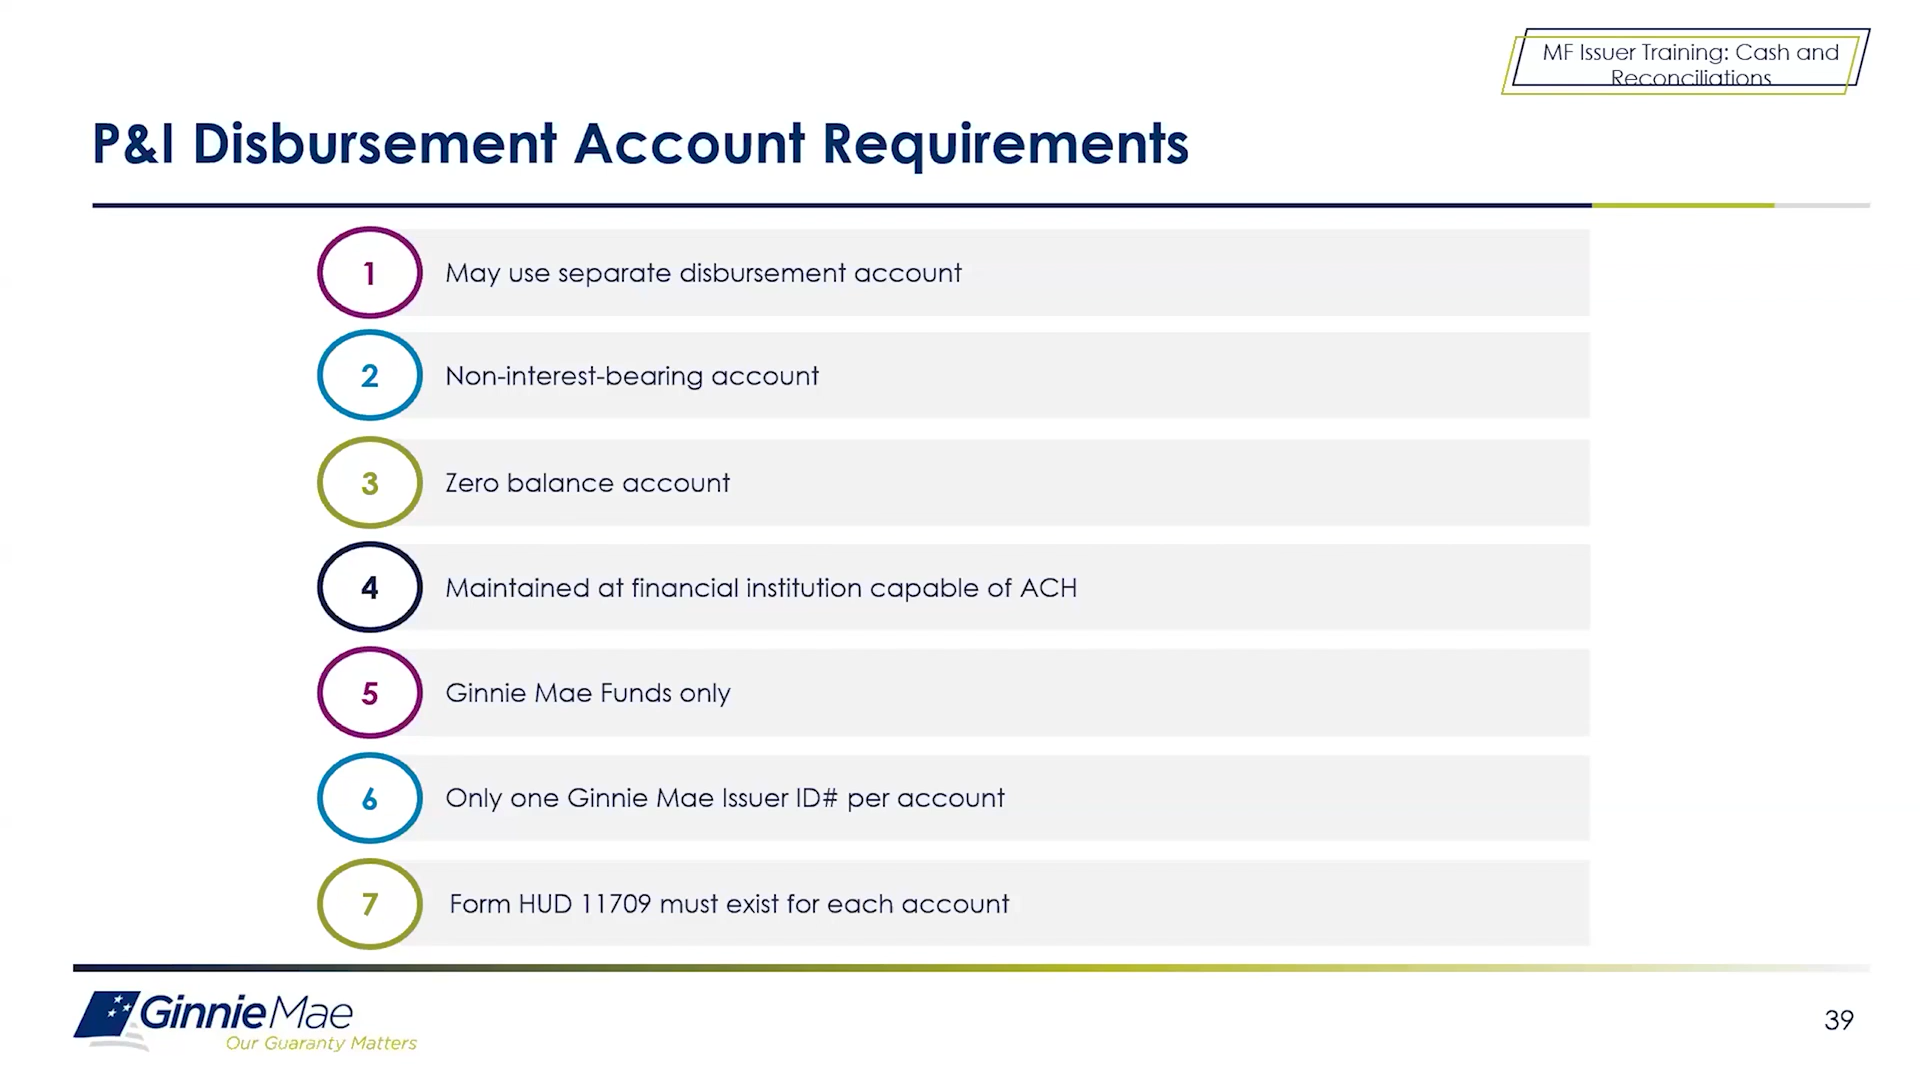 MF Issuer Training: Cash and
Reconciliations
P&I Disbursement Account Requirements
1
May use separate disbursement account
2
Non-interest-bearing account
3
Zero balance account
4
Maintained at financial institution capable of ACH
5
Ginnie Mae Funds only
6
Only one Ginnie Mae Issuer ID# per account
7
Form HUD 11709 must exist for each account
GinnieMae
Our Guaranty Matters
39